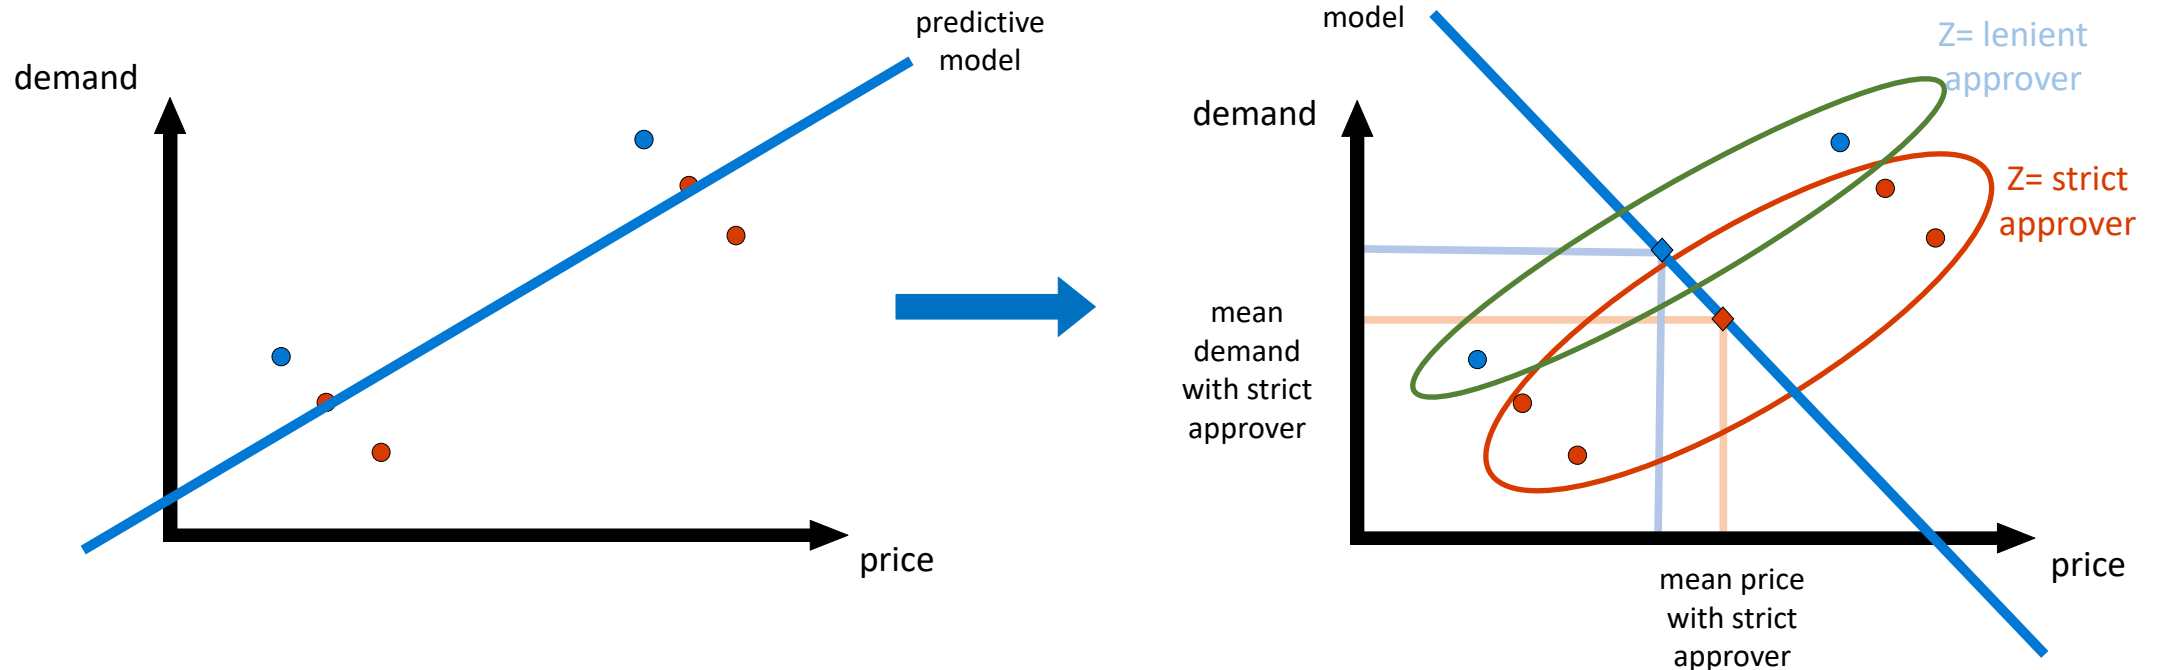 predictive
model
demand
price
model
Z= lenient
approver
demand
Z= strict
approver
mean
demand
with strict
approver
price
mean price
with strict
approver